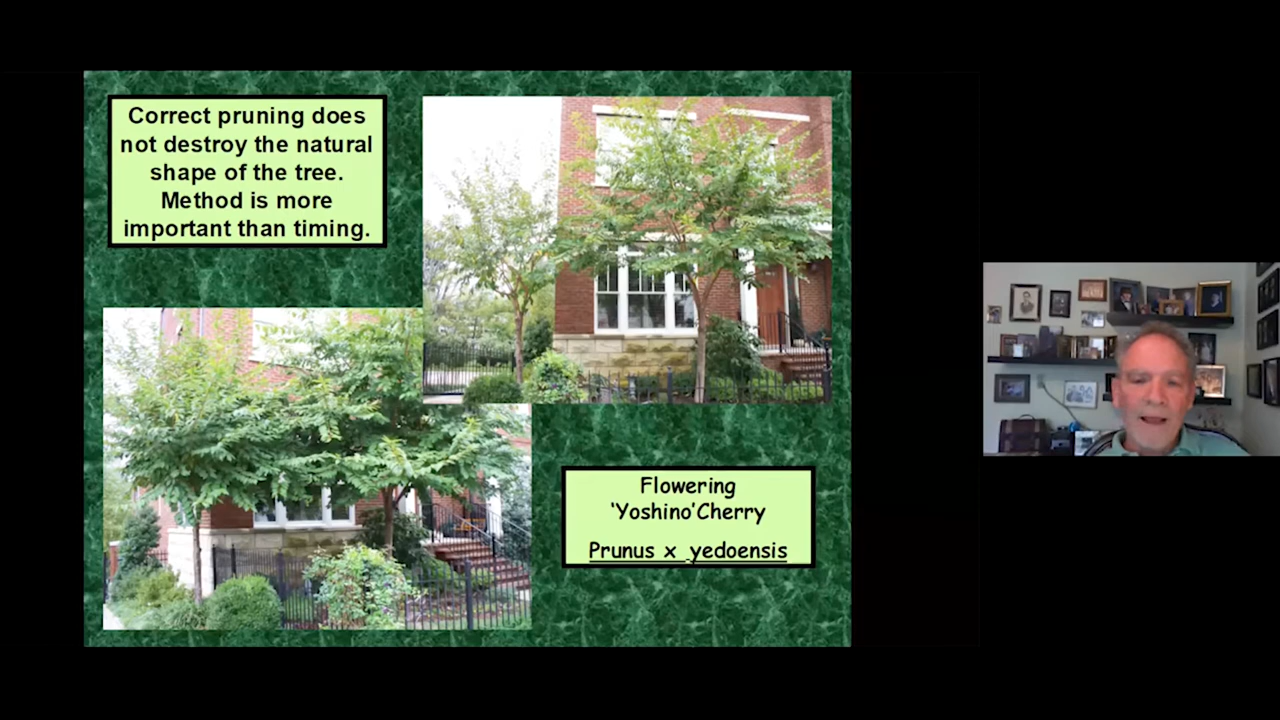 Correct pruning does
not destroy the natural
shape of the tree.
Method is more
important than timing.
Flowering
‘Yoshino’Cherry
Prunus x yedoensis